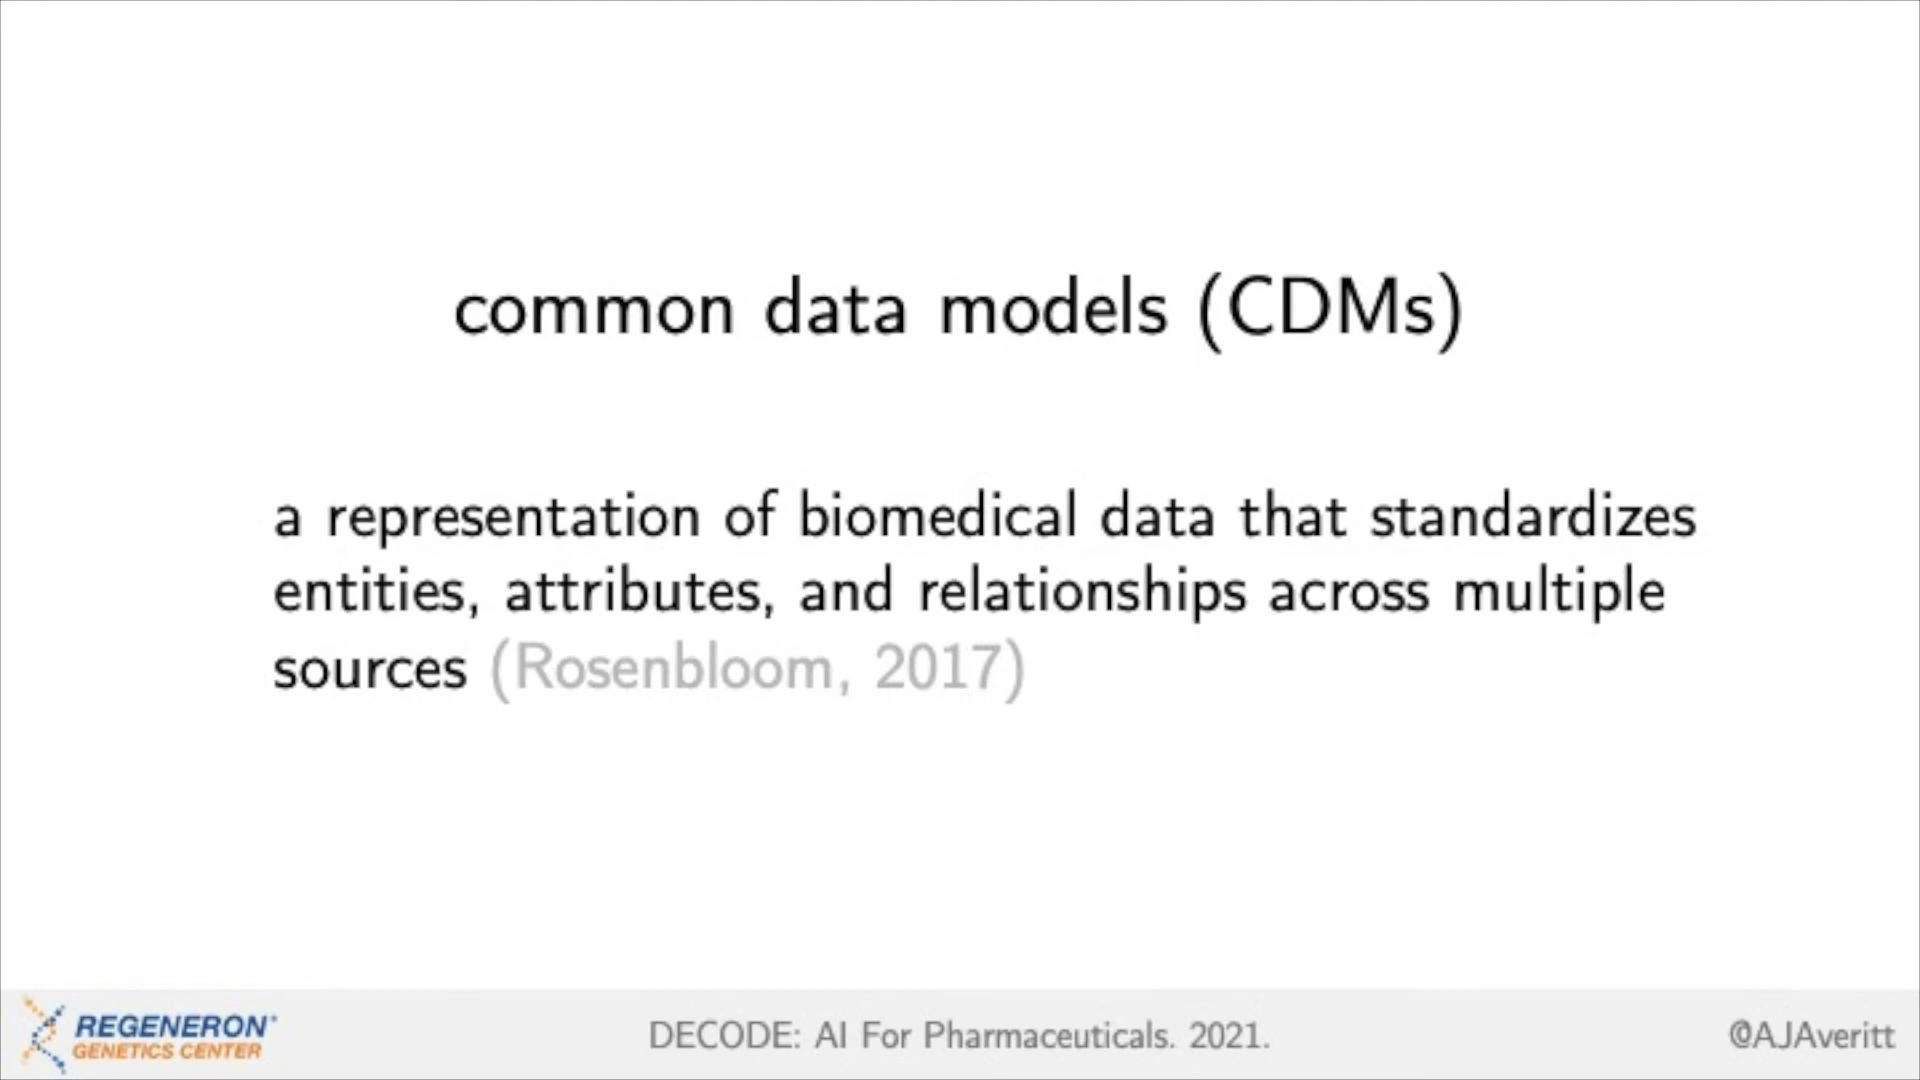 common data models (CDMs)
a representation of biomedical data that standardizes
entities, attributes, and relationships across multiple
sources (Rosenbloom, 2017)
REGENERON®
GENETICS CENTER
DECODE: AI For Pharmaceuticals. 2021.
@AJAveritt